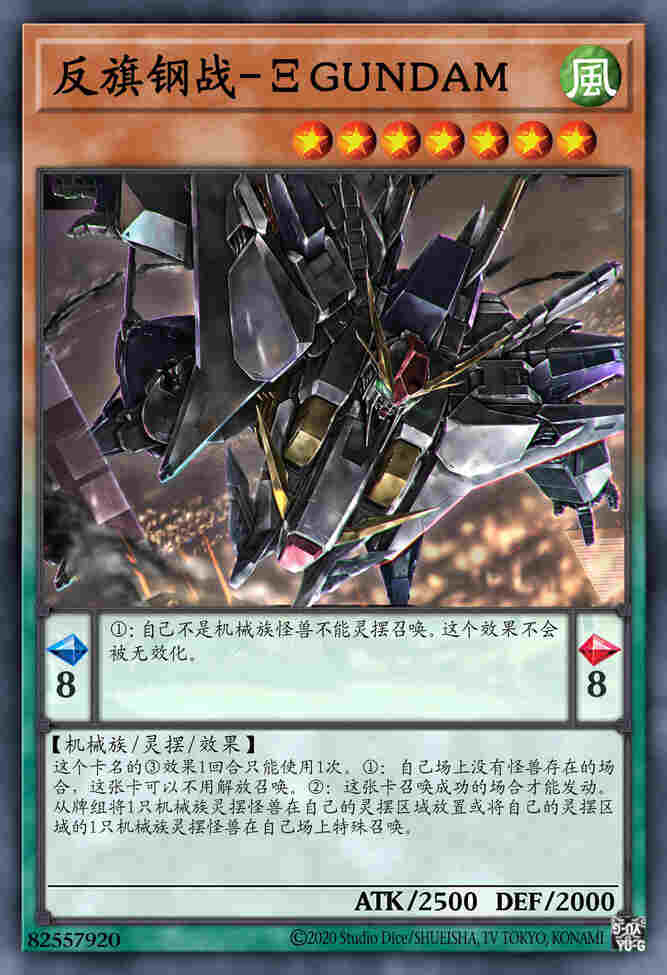 反旗钢战-ΞGUNDAM
風
①：自己不是机械族怪兽不能灵摆召唤。这个效果不会
被无效化。
8
8
【机械族/灵摆/效果】
这个卡名的③效果1回合只能使用1次。①：自己场上没有怪兽存在的场
合，这张卡可以不用解放召唤。②：这张卡召唤成功的场合才能发动。
从牌组将1只机械族灵摆怪兽在自己的灵摆区域放置或将自己的灵摆区
域的1只机械族灵摆怪兽在自己场上特殊召唤。
ATK/2500 DEF/2000
82557920
©2020 Studio Dice/SHUEISHA, TV TOKYO, KONAMI